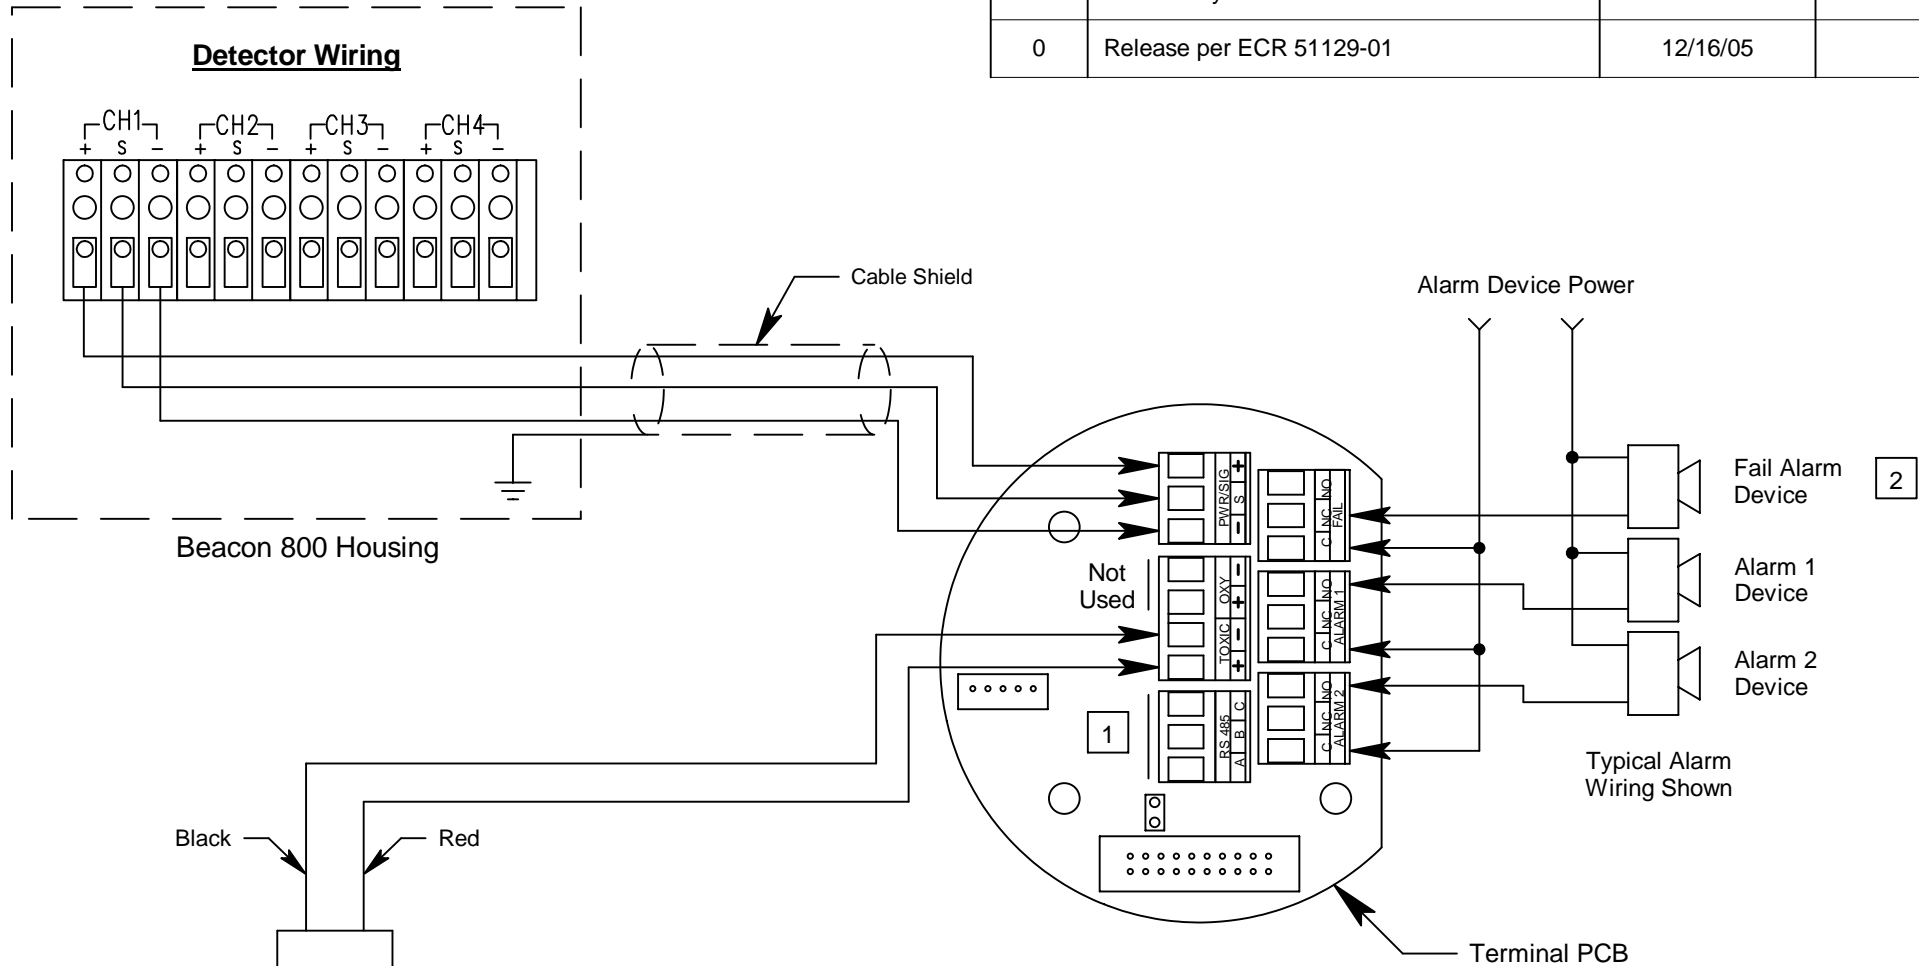 0 Release per ECR 51129-01 12/16/05
Detector Wiring
CH1 CH2 CH3 CH4
+ S - + S - + S - + S -
Cable Shield
Alarm Device Power
Beacon 800 Housing
PWR/SIG
+ S -
Not
Used
OXY
- +
TOXIC
- +
RS 485
A B C
1
C NC NO
FAIL
C NC NO
ALARM 1
C NC NO
ALARM 2
Fail Alarm
Device
2
Alarm 1
Device
Alarm 2
Device
Typical Alarm
Wiring Shown
Black
Red
Terminal PCB